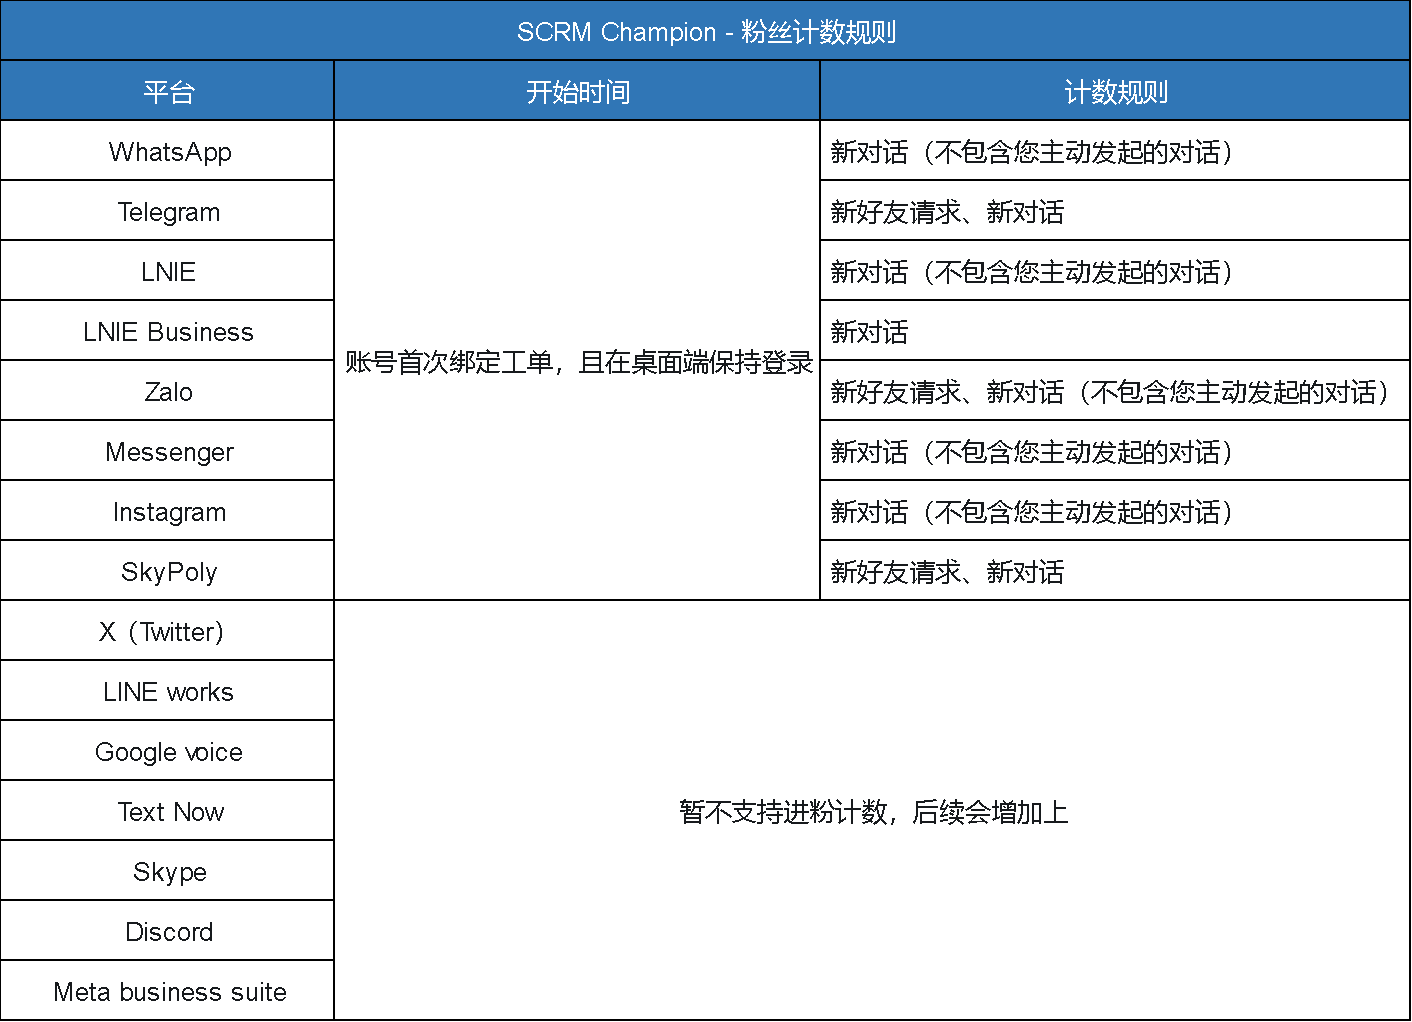 SCRM Champion - 粉丝计数规则
平台 开始时间 计数规则
WhatsApp 新对话（不包含您主动发起的对话）
Telegram 新好友请求、新对话
LNIE 新对话（不包含您主动发起的对话）
LNIE Business 新对话
账号首次绑定工单，且在桌面端保持登录
Zalo 新好友请求、新对话（不包含您主动发起的对话）
Messenger 新对话（不包含您主动发起的对话）
Instagram 新对话（不包含您主动发起的对话）
SkyPoly 新好友请求、新对话
X（Twitter）
LINE works
Google voice
Text Now
暂不支持进粉计数，后续会增加上
Skype
Discord
Meta business suite